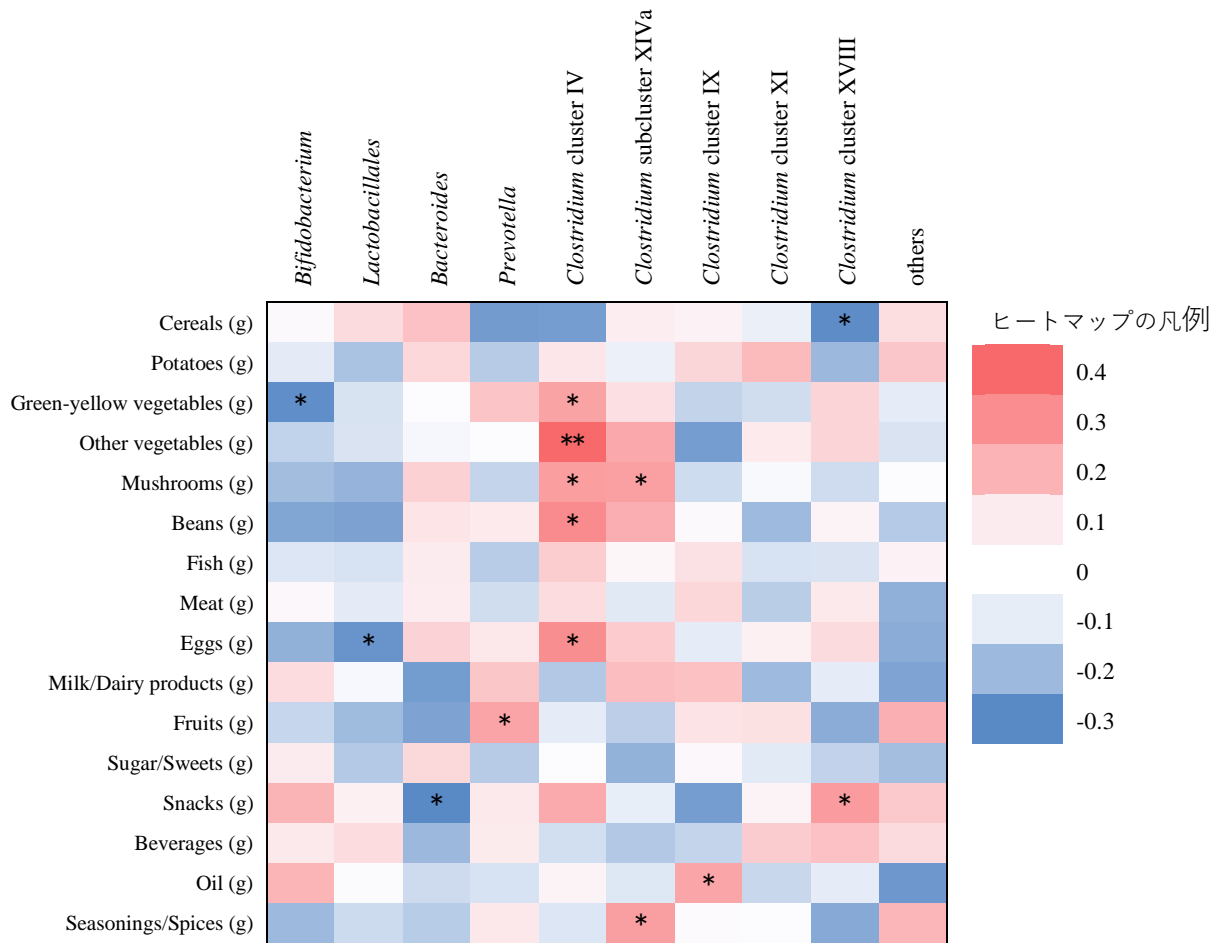 Bifidobacterium
Lactobacillales
Bacteroides
Prevotella
Clostridium cluster IV
Clostridium subcluster XIVa
Clostridium cluster IX
Clostridium cluster XI
Clostridium cluster XVIII
others
Cereals (g) *
Potatoes (g)
Green-yellow vegetables (g) * *
Other vegetables (g) **
Mushrooms (g) * *
Beans (g) *
Fish (g)
Meat (g)
Eggs (g) * *
Milk/Dairy products (g)
Fruits (g) *
Sugar/Sweets (g)
Snacks (g) * *
Beverages (g)
Oil (g) *
Seasonings/Spices (g) *
ヒートマップの凡例
0.4
0.3
0.2
0.1
0
-0.1
-0.2
-0.3